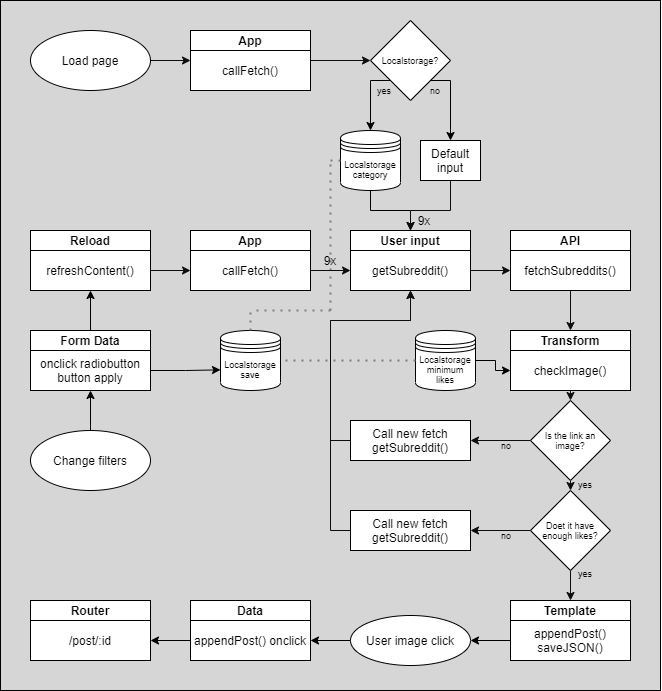 Load page
App
callFetch()
Localstorage?
yes
no
Localstorage
category
Default
input
9x
Reload
refreshContent()
App
callFetch()
9x
User input
getSubreddit()
API
fetchSubreddits()
Form Data
onclick radiobutton
button apply
Localstorage
save
Localstorage
minimum
likes
Transform
checkImage()
Change filters
Call new fetch
getSubreddit()
no
Is the link an
image?
yes
Call new fetch
getSubreddit()
no
Doet it have
enough likes?
yes
Router
/post/:id
Data
appendPost() onclick
User image click
Template
appendPost()
saveJSON()